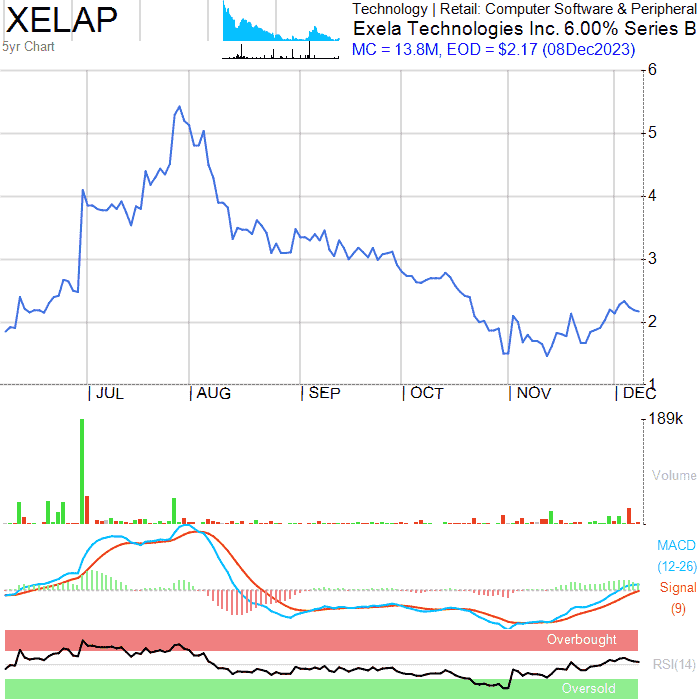 XELAP
5yr Chart
Technology | Retail: Computer Software & Peripheral
Exela Technologies Inc. 6.00% Series B
MC = 13.8M, EOD = $2.17 (08Dec2023)
6
5
4
3
2
1
JUL
AUG
SEP
OCT
NOV
DEC
189k
Volume
MACD
(12-26)
Signal
(9)
Overbought
RSI(14)
Oversold